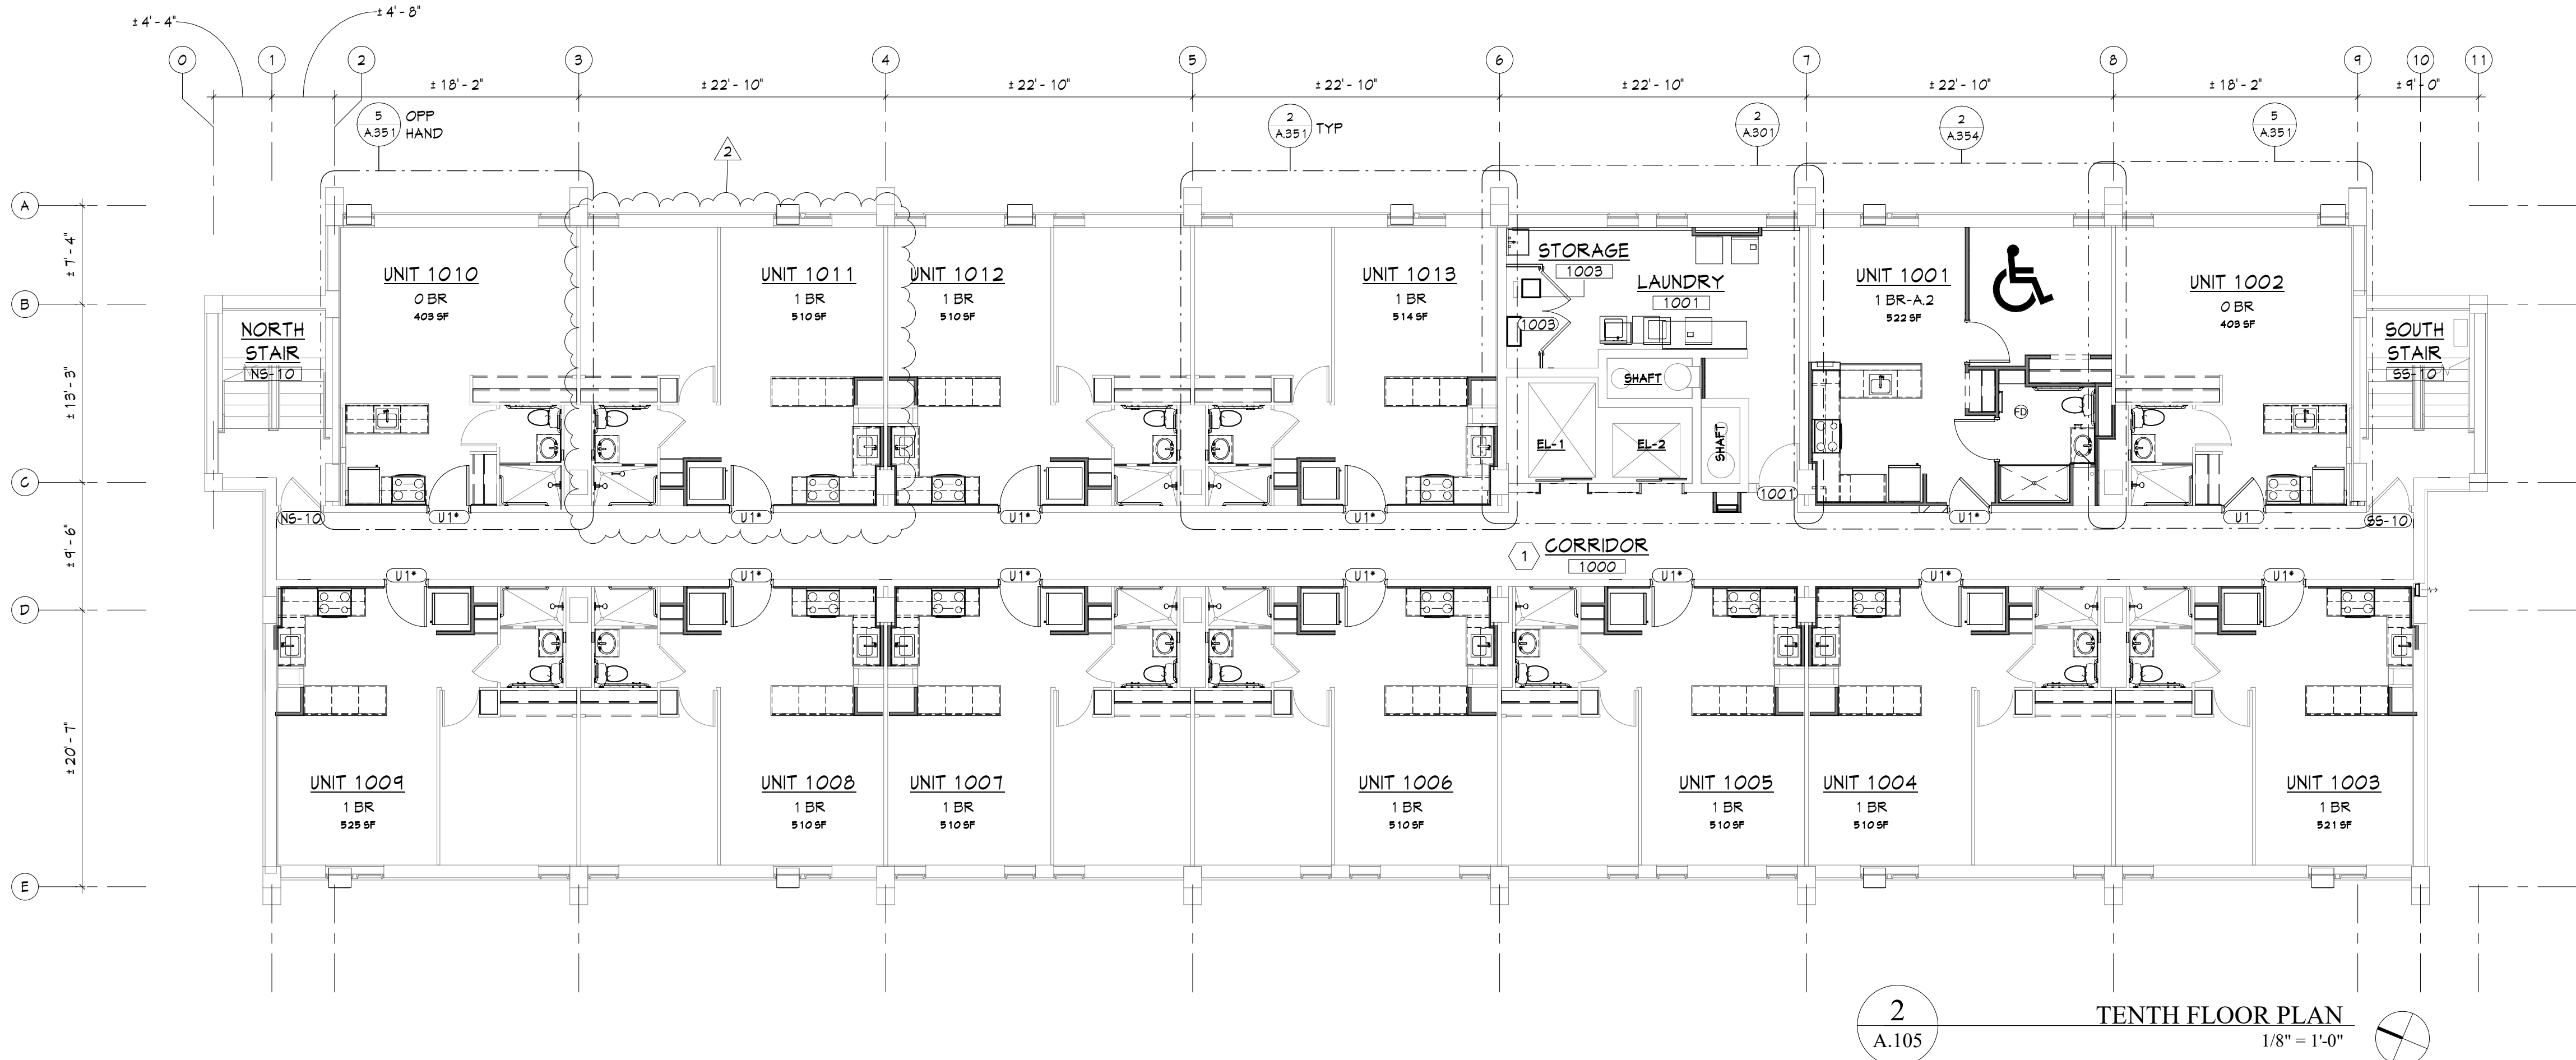 ±4'-4"
±4'-8"
0
1
2
3
4
5
6
7
8
9
10
11
±18'-2"
±22'-10"
±22'-10"
±22'-10"
±22'-10"
±22'-10"
±18'-2"
±9'-0"
5
A.351
OPP
HAND
2
2
A.351
TYP
2
A.301
2
A.354
5
A.351
A
B
C
D
E
±7'-4"
±13'-3"
±9'-6"
±20'-7"
NORTH
STAIR
NS-10
UNIT 1010
0 BR
403 SF
UNIT 1011
1 BR
510 SF
UNIT 1012
1 BR
510 SF
UNIT 1013
1 BR
514 SF
STORAGE
1003
1003
LAUNDRY
1001
SHAFT
SHAFT
EL-1
EL-2
UNIT 1001
1 BR-A.2
522 SF
FD
UNIT 1002
0 BR
403 SF
SOUTH
STAIR
SS-10
NS-10
U1*
U1*
U1*
U1*
1001
U1*
U1
SS-10
1
CORRIDOR
1000
U1*
U1*
U1*
U1*
U1*
U1*
U1*
UNIT 1009
1 BR
525 SF
UNIT 1008
1 BR
510 SF
UNIT 1007
1 BR
510 SF
UNIT 1006
1 BR
510 SF
UNIT 1005
1 BR
510 SF
UNIT 1004
1 BR
510 SF
UNIT 1003
1 BR
521 SF
2
A.105
TENTH FLOOR PLAN
1/8" = 1'-0"